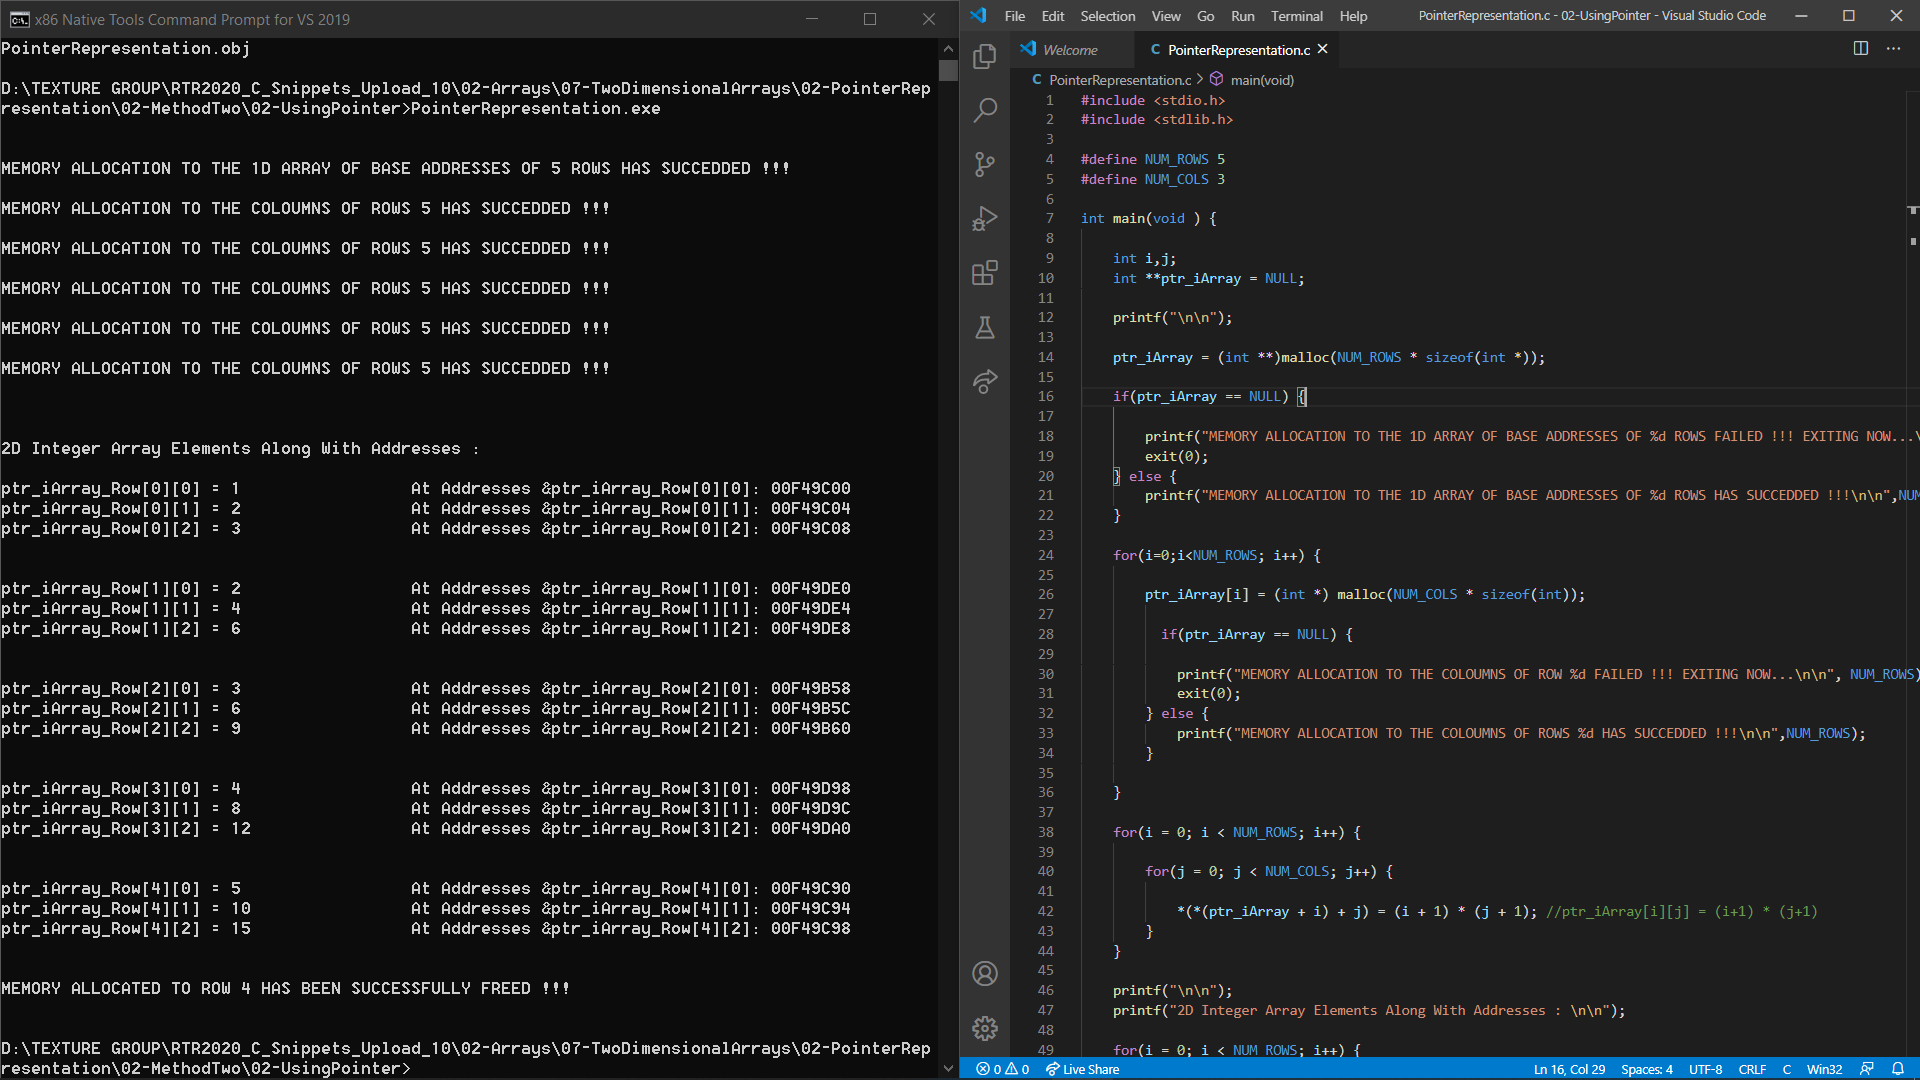 x86 Native Tools Command Prompt for VS 2019
PointerRepresentation.obj
D:\TEXTURE GROUP\RTR2020_C_Snippets_Upload_10\02-Arrays\07-TwoDimensionalArrays\02-PointerRep
resentation\02-MethodTwo\02-UsingPointer>PointerRepresentation.exe
MEMORY ALLOCATION TO THE 1D ARRAY OF BASE ADDRESSES OF 5 ROWS HAS SUCCEDDED !!!
MEMORY ALLOCATION TO THE COLOUMNS OF ROWS 5 HAS SUCCEDDED !!!
MEMORY ALLOCATION TO THE COLOUMNS OF ROWS 5 HAS SUCCEDDED !!!
MEMORY ALLOCATION TO THE COLOUMNS OF ROWS 5 HAS SUCCEDDED !!!
MEMORY ALLOCATION TO THE COLOUMNS OF ROWS 5 HAS SUCCEDDED !!!
MEMORY ALLOCATION TO THE COLOUMNS OF ROWS 5 HAS SUCCEDDED !!!
2D Integer Array Elements Along With Addresses :
ptr_iArray_Row[0][0] = 1 At Addresses &ptr_iArray_Row[0][0]: 00F49C00
ptr_iArray_Row[0][1] = 2 At Addresses &ptr_iArray_Row[0][1]: 00F49C04
ptr_iArray_Row[0][2] = 3 At Addresses &ptr_iArray_Row[0][2]: 00F49C08
ptr_iArray_Row[1][0] = 2 At Addresses &ptr_iArray_Row[1][0]: 00F49DE0
ptr_iArray_Row[1][1] = 4 At Addresses &ptr_iArray_Row[1][1]: 00F49DE4
ptr_iArray_Row[1][2] = 6 At Addresses &ptr_iArray_Row[1][2]: 00F49DE8
ptr_iArray_Row[2][0] = 3 At Addresses &ptr_iArray_Row[2][0]: 00F49B58
ptr_iArray_Row[2][1] = 6 At Addresses &ptr_iArray_Row[2][1]: 00F49B5C
ptr_iArray_Row[2][2] = 9 At Addresses &ptr_iArray_Row[2][2]: 00F49B60
ptr_iArray_Row[3][0] = 4 At Addresses &ptr_iArray_Row[3][0]: 00F49D98
ptr_iArray_Row[3][1] = 8 At Addresses &ptr_iArray_Row[3][1]: 00F49D9C
ptr_iArray_Row[3][2] = 12 At Addresses &ptr_iArray_Row[3][2]: 00F49DA0
ptr_iArray_Row[4][0] = 5 At Addresses &ptr_iArray_Row[4][0]: 00F49C90
ptr_iArray_Row[4][1] = 10 At Addresses &ptr_iArray_Row[4][1]: 00F49C94
ptr_iArray_Row[4][2] = 15 At Addresses &ptr_iArray_Row[4][2]: 00F49C98
MEMORY ALLOCATED TO ROW 4 HAS BEEN SUCCESSFULLY FREED !!!
D:\TEXTURE GROUP\RTR2020_C_Snippets_Upload_10\02-Arrays\07-TwoDimensionalArrays\02-PointerRep
resentation\02-MethodTwo\02-UsingPointer>
File Edit Selection View Go Run Terminal Help PointerRepresentation.c - 02-UsingPointer - Visual Studio Code
Welcome C PointerRepresentation.c
C PointerRepresentation.c > main(void)
1 #include <stdio.h>
2 #include <stdlib.h>
3
4 #define NUM_ROWS 5
5 #define NUM_COLS 3
6
7 int main(void ) {
8
9 int i,j;
10 int **ptr_iArray = NULL;
11
12 printf("\n\n");
13
14 ptr_iArray = (int **)malloc(NUM_ROWS * sizeof(int *));
15
16 if(ptr_iArray == NULL) {
17
18 printf("MEMORY ALLOCATION TO THE 1D ARRAY OF BASE ADDRESSES OF %d ROWS FAILED !!! EXITING NOW...\
19 exit(0);
20 } else {
21 printf("MEMORY ALLOCATION TO THE 1D ARRAY OF BASE ADDRESSES OF %d ROWS HAS SUCCEDDED !!!\n\n",NUM
22 }
23
24 for(i=0;i<NUM_ROWS; i++) {
25
26 ptr_iArray[i] = (int *) malloc(NUM_COLS * sizeof(int));
27
28 if(ptr_iArray == NULL) {
29
30 printf("MEMORY ALLOCATION TO THE COLOUMNS OF ROW %d FAILED !!! EXITING NOW...\n\n", NUM_ROWS)
31 exit(0);
32 } else {
33 printf("MEMORY ALLOCATION TO THE COLOUMNS OF ROWS %d HAS SUCCEDDED !!!\n\n",NUM_ROWS);
34 }
35
36 }
37
38 for(i = 0; i < NUM_ROWS; i++) {
39
40 for(j = 0; j < NUM_COLS; j++) {
41
42 *(*(ptr_iArray + i) + j) = (i + 1) * (j + 1); //ptr_iArray[i][j] = (i+1) * (j+1)
43 }
44 }
45
46 printf("\n\n");
47 printf("2D Integer Array Elements Along With Addresses : \n\n");
48
49 for(i = 0; i < NUM_ROWS; i++) {
0 0 Live Share Ln 16, Col 29 Spaces: 4 UTF-8 CRLF C Win32